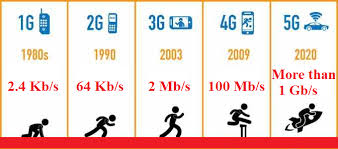 1G 2G 3G 4G 5G
1980s 1990 2003 2009 2020
2.4 Kb/s 64 Kb/s 2 Mb/s 100 Mb/s More than
1 Gb/s